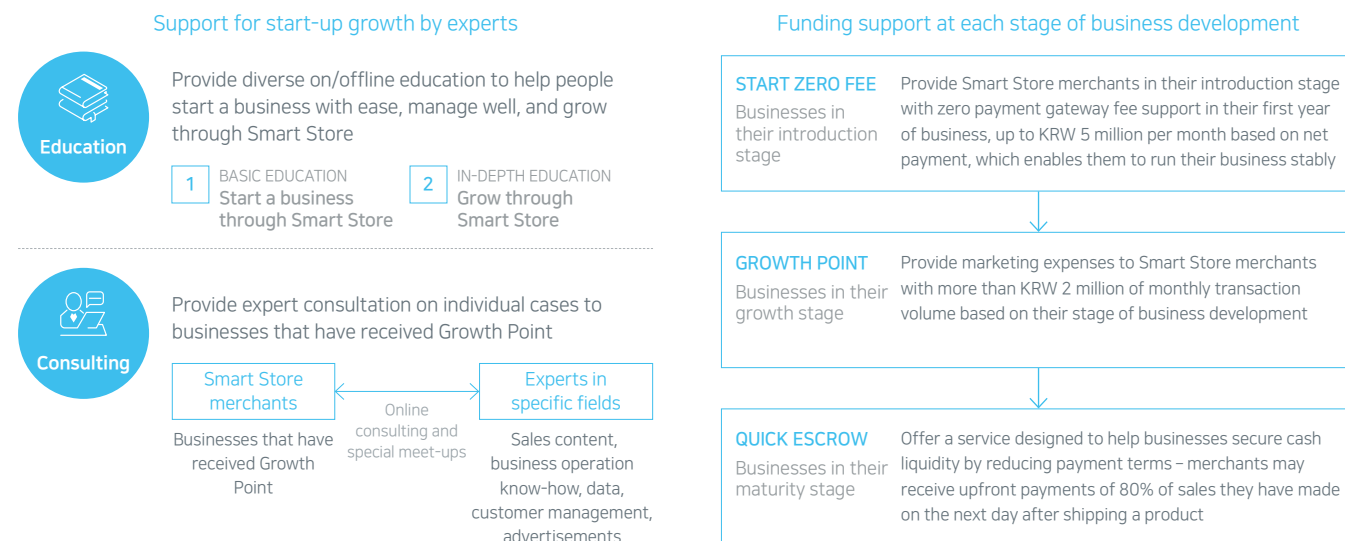 Support for start-up growth by experts
Education
Provide diverse on/offline education to help people
start a business with ease, manage well, and grow
through Smart Store
1
BASIC EDUCATION
Start a business
through Smart Store
2
IN-DEPTH EDUCATION
Grow through
Smart Store
Consulting
Provide expert consultation on individual cases to
businesses that have received Growth Point
Smart Store
merchants
Businesses that have
received Growth
Point
Online
consulting and
special meet-ups
Experts in
specific fields
Sales content,
business operation
know-how, data,
customer management,
advertisements
Funding support at each stage of business development
START ZERO FEE
Businesses in
their introduction
stage
Provide Smart Store merchants in their introduction stage
with zero payment gateway fee support in their first year
of business, up to KRW 5 million per month based on net
payment, which enables them to run their business stably
GROWTH POINT
Businesses in their
growth stage
Provide marketing expenses to Smart Store merchants
with more than KRW 2 million of monthly transaction
volume based on their stage of business development
QUICK ESCROW
Businesses in their
maturity stage
Offer a service designed to help businesses secure cash
liquidity by reducing payment terms – merchants may
receive upfront payments of 80% of sales they have made
on the next day after shipping a product